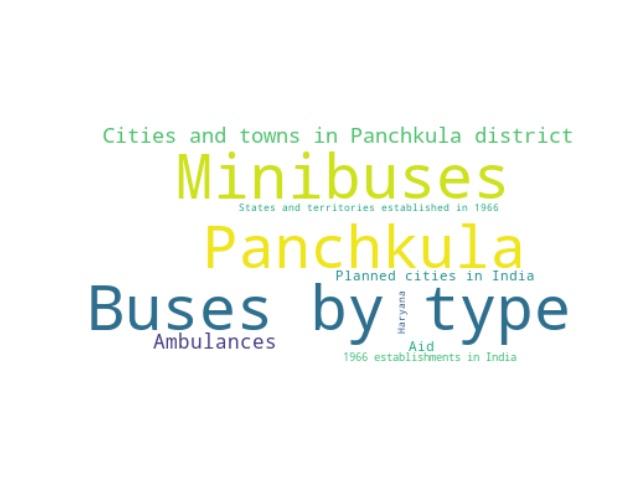 Cities and towns in Panchkula district
Minibuses
States and territories established in 1966
Panchkula
Planned cities in India
Buses by type
Haryana
Ambulances
Aid
1966 establishments in India